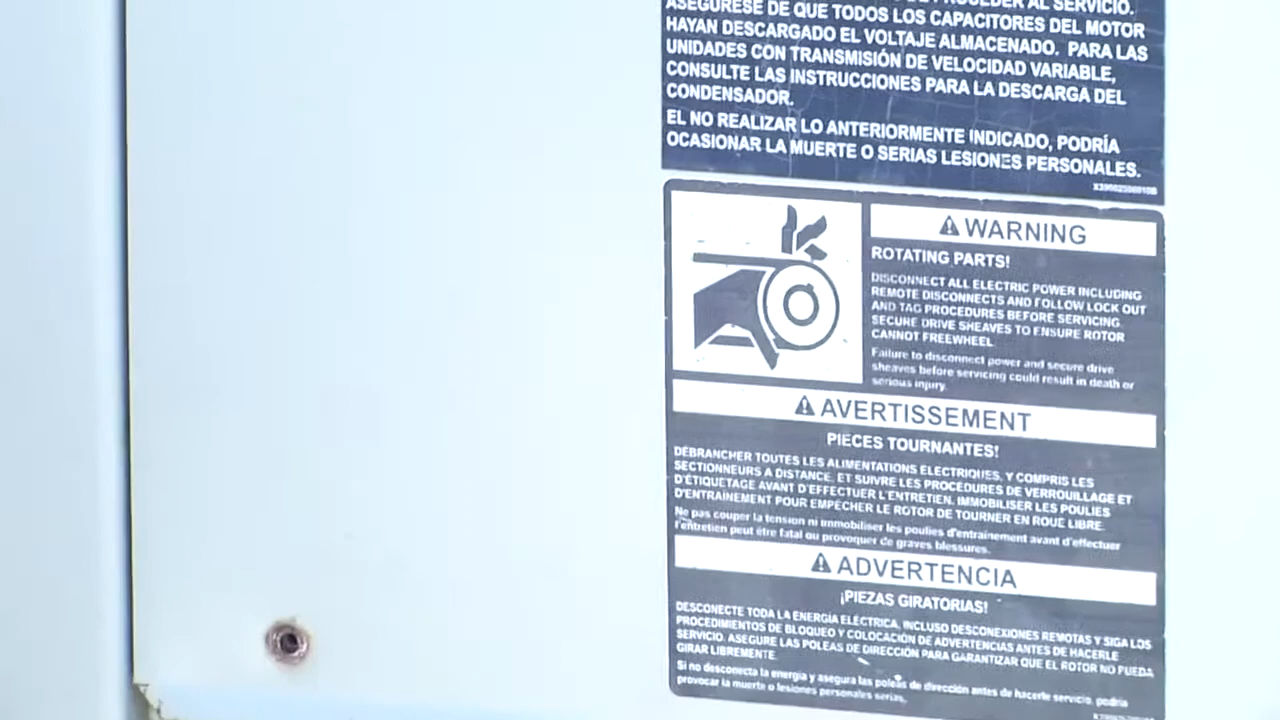 PROCEDER AL SERVICIO.
ASEGÚRESE DE QUE TODOS LOS CAPACITORES DEL MOTOR
HAYAN DESCARGADO EL VOLTAJE ALMACENADO. PARA LAS
UNIDADES CON TRANSMISIÓN DE VELOCIDAD VARIABLE,
CONSULTE LAS INSTRUCCIONES PARA LA DESCARGA DEL
CONDENSADOR.
EL NO REALIZAR LO ANTERIORMENTE INDICADO, PODRÍA
OCASIONAR LA MUERTE O SERIAS LESIONES PERSONALES.
WARNING
ROTATING PARTS!
DISCONNECT ALL ELECTRIC POWER INCLUDING
REMOTE DISCONNECTS AND FOLLOW LOCK OUT
AND TAG PROCEDURES BEFORE SERVICING.
SECURE DRIVE SHEAVES TO ENSURE ROTOR
CANNOT FREEWHEEL.
Failure to disconnect power and secure drive
sheaves before servicing could result in death or
serious injury.
AVERTISSEMENT
PIECES TOURNANTES!
DÉBRANCHER TOUTES LES ALIMENTATIONS ELECTRIQUES, Y COMPRIS LES
SECTIONNEURS A DISTANCE, ET SUIVRE LES PROCEDURES DE VERROUILLAGE ET
D'ÉTIQUETAGE AVANT D'EFFECTUER L'ENTRETIEN. IMMOBILISER LES POULIES
D'ENTRAINEMENT POUR EMPECHER LE ROTOR DE TOURNER EN ROUE LIBRE.
Ne pas couper la tension ni immobiliser les poulies d'entrainement avant d'effectuer
l'entretien peut être fatal ou provoquer de graves blessures.
ADVERTENCIA
¡PIEZAS GIRATORIAS!
DESCONECTE TODA LA ENERGÍA ELÉCTRICA, INCLUSO DESCONEXIONES REMOTAS Y SIGA LOS
PROCEDIMIENTOS DE BLOQUEO Y COLOCACIÓN DE ADVERTENCIAS ANTES DE HACERLE
SERVICIO. ASEGURE LAS POLEAS DE DIRECCIÓN PARA GARANTIZAR QUE EL ROTOR NO PUEDA
GIRAR LIBREMENTE.
Si no desconecta la energía y asegura las poleas de dirección antes de hacerle servicio, podría
provocar la muerte o lesiones personales serias.